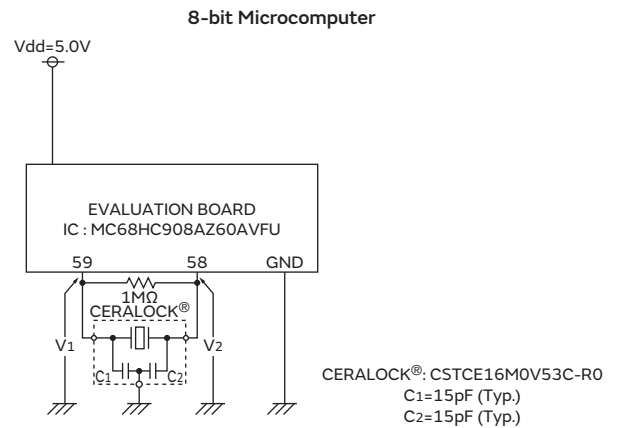 8-bit Microcomputer
Vdd=5.0V
EVALUATION BOARD
IC : MC68HC908AZ60AVFU
59 58 GND
1MΩ
CERALOCK®
V1 V2
C1 C2
CERALOCK®: CSTCE16M0V53C-R0
C1=15pF (Typ.)
C2=15pF (Typ.)